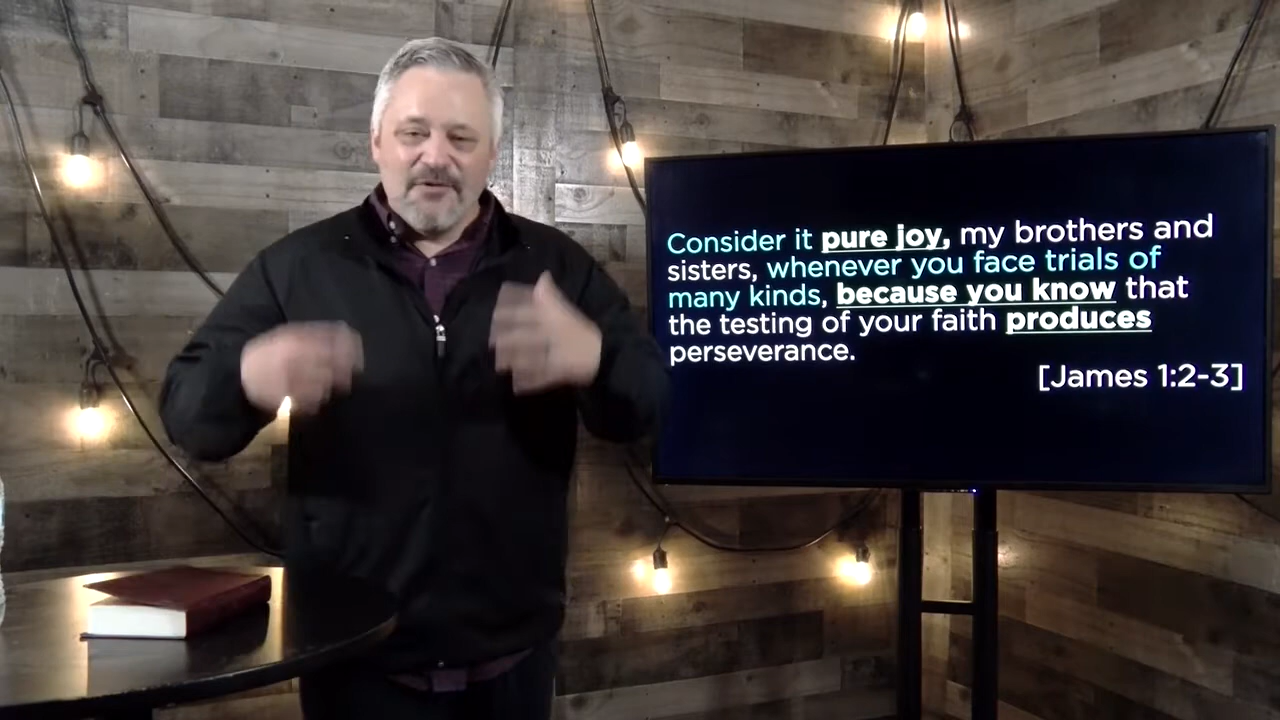 Consider it pure joy, my brothers and
sisters, whenever you face trials of
many kinds, because you know that
the testing of your faith produces
perseverance.
[James 1:2-3]